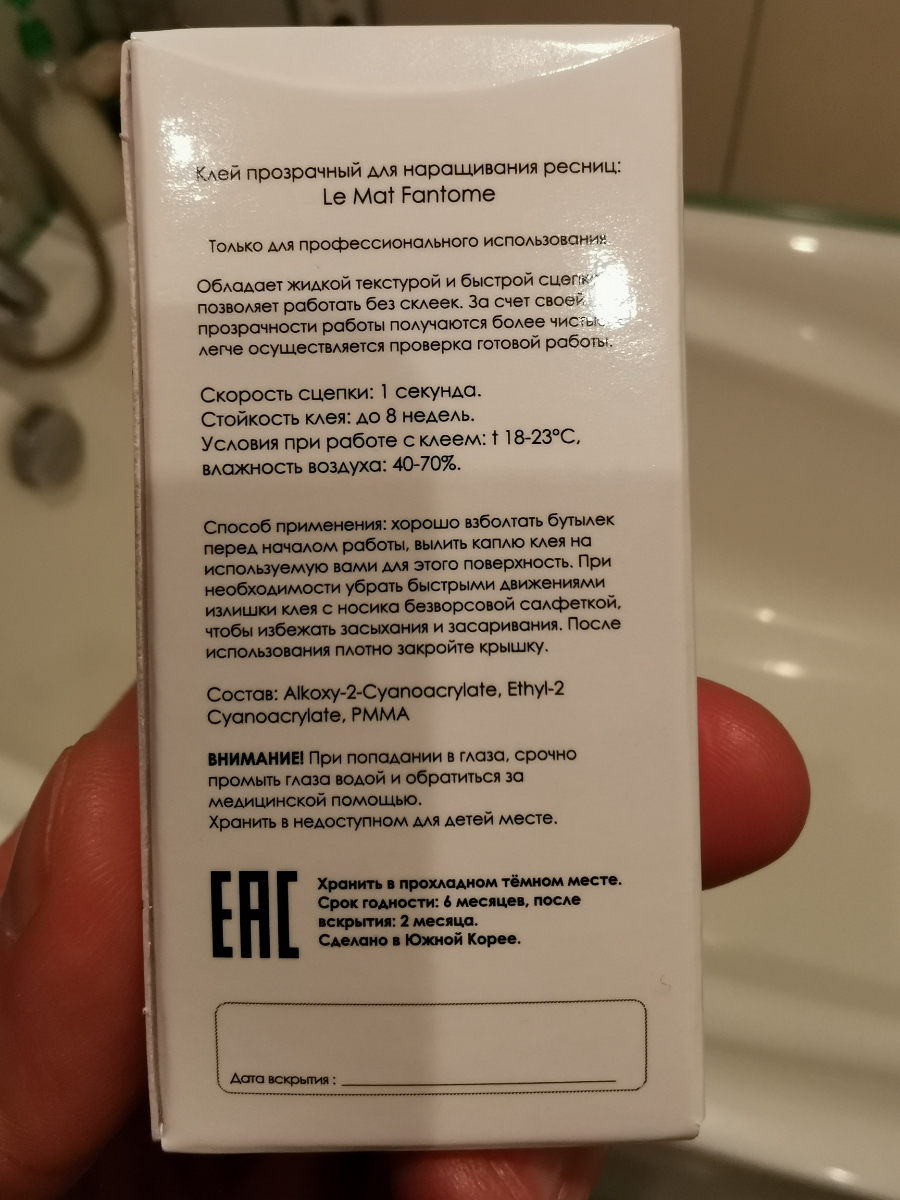 Клей прозрачный для наращивания ресниц:
Le Mat Fantome
Только для профессионального использования
Обладает жидкой текстурой и быстрой
позволяет работать без склеек. За счет своей
прозрачности работы получаются более
легче осуществляется проверка готовой работы.
Скорость сцепки: 1 секунда.
Стойкость клея: до 8 недель.
Условия при работе с клеем: t 18-23°C,
влажность воздуха: 40-70%.
Способ применения: хорошо взболтать бутылек
перед началом работы, вылить каплю клея на
используемую вами для этого поверхность. При
необходимости убрать быстрыми движениями
излишки клея с носика безворсовой салфеткой,
чтобы избежать засыхания и засаривания. После
использования плотно закройте крышку.
Состав: Alkoxy-2-Cyanoacrylate, Ethyl-2
Cyanoacrylate, PMMA
ВНИМАНИЕ! При попадании в глаза, срочно
промыть глаза водой и обратиться за
медицинской помощью.
Хранить в недоступном для детей месте.
EAC
Хранить в прохладном тёмном месте.
Срок годности: 6 месяцев, после
вскрытия: 2 месяца.
Сделано в Южной Корее.
Дата вскрытия :